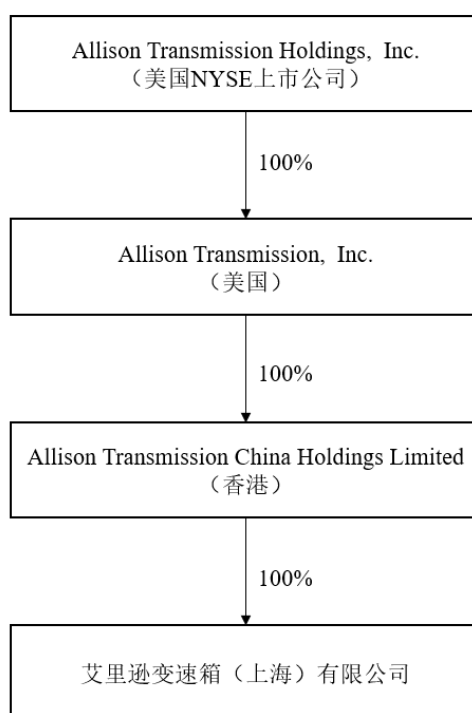 Allison Transmission Holdings, Inc.
（美国NYSE上市公司）
100%
Allison Transmission, Inc.
（美国）
100%
Allison Transmission China Holdings Limited
（香港）
100%
艾里逊变速箱（上海）有限公司